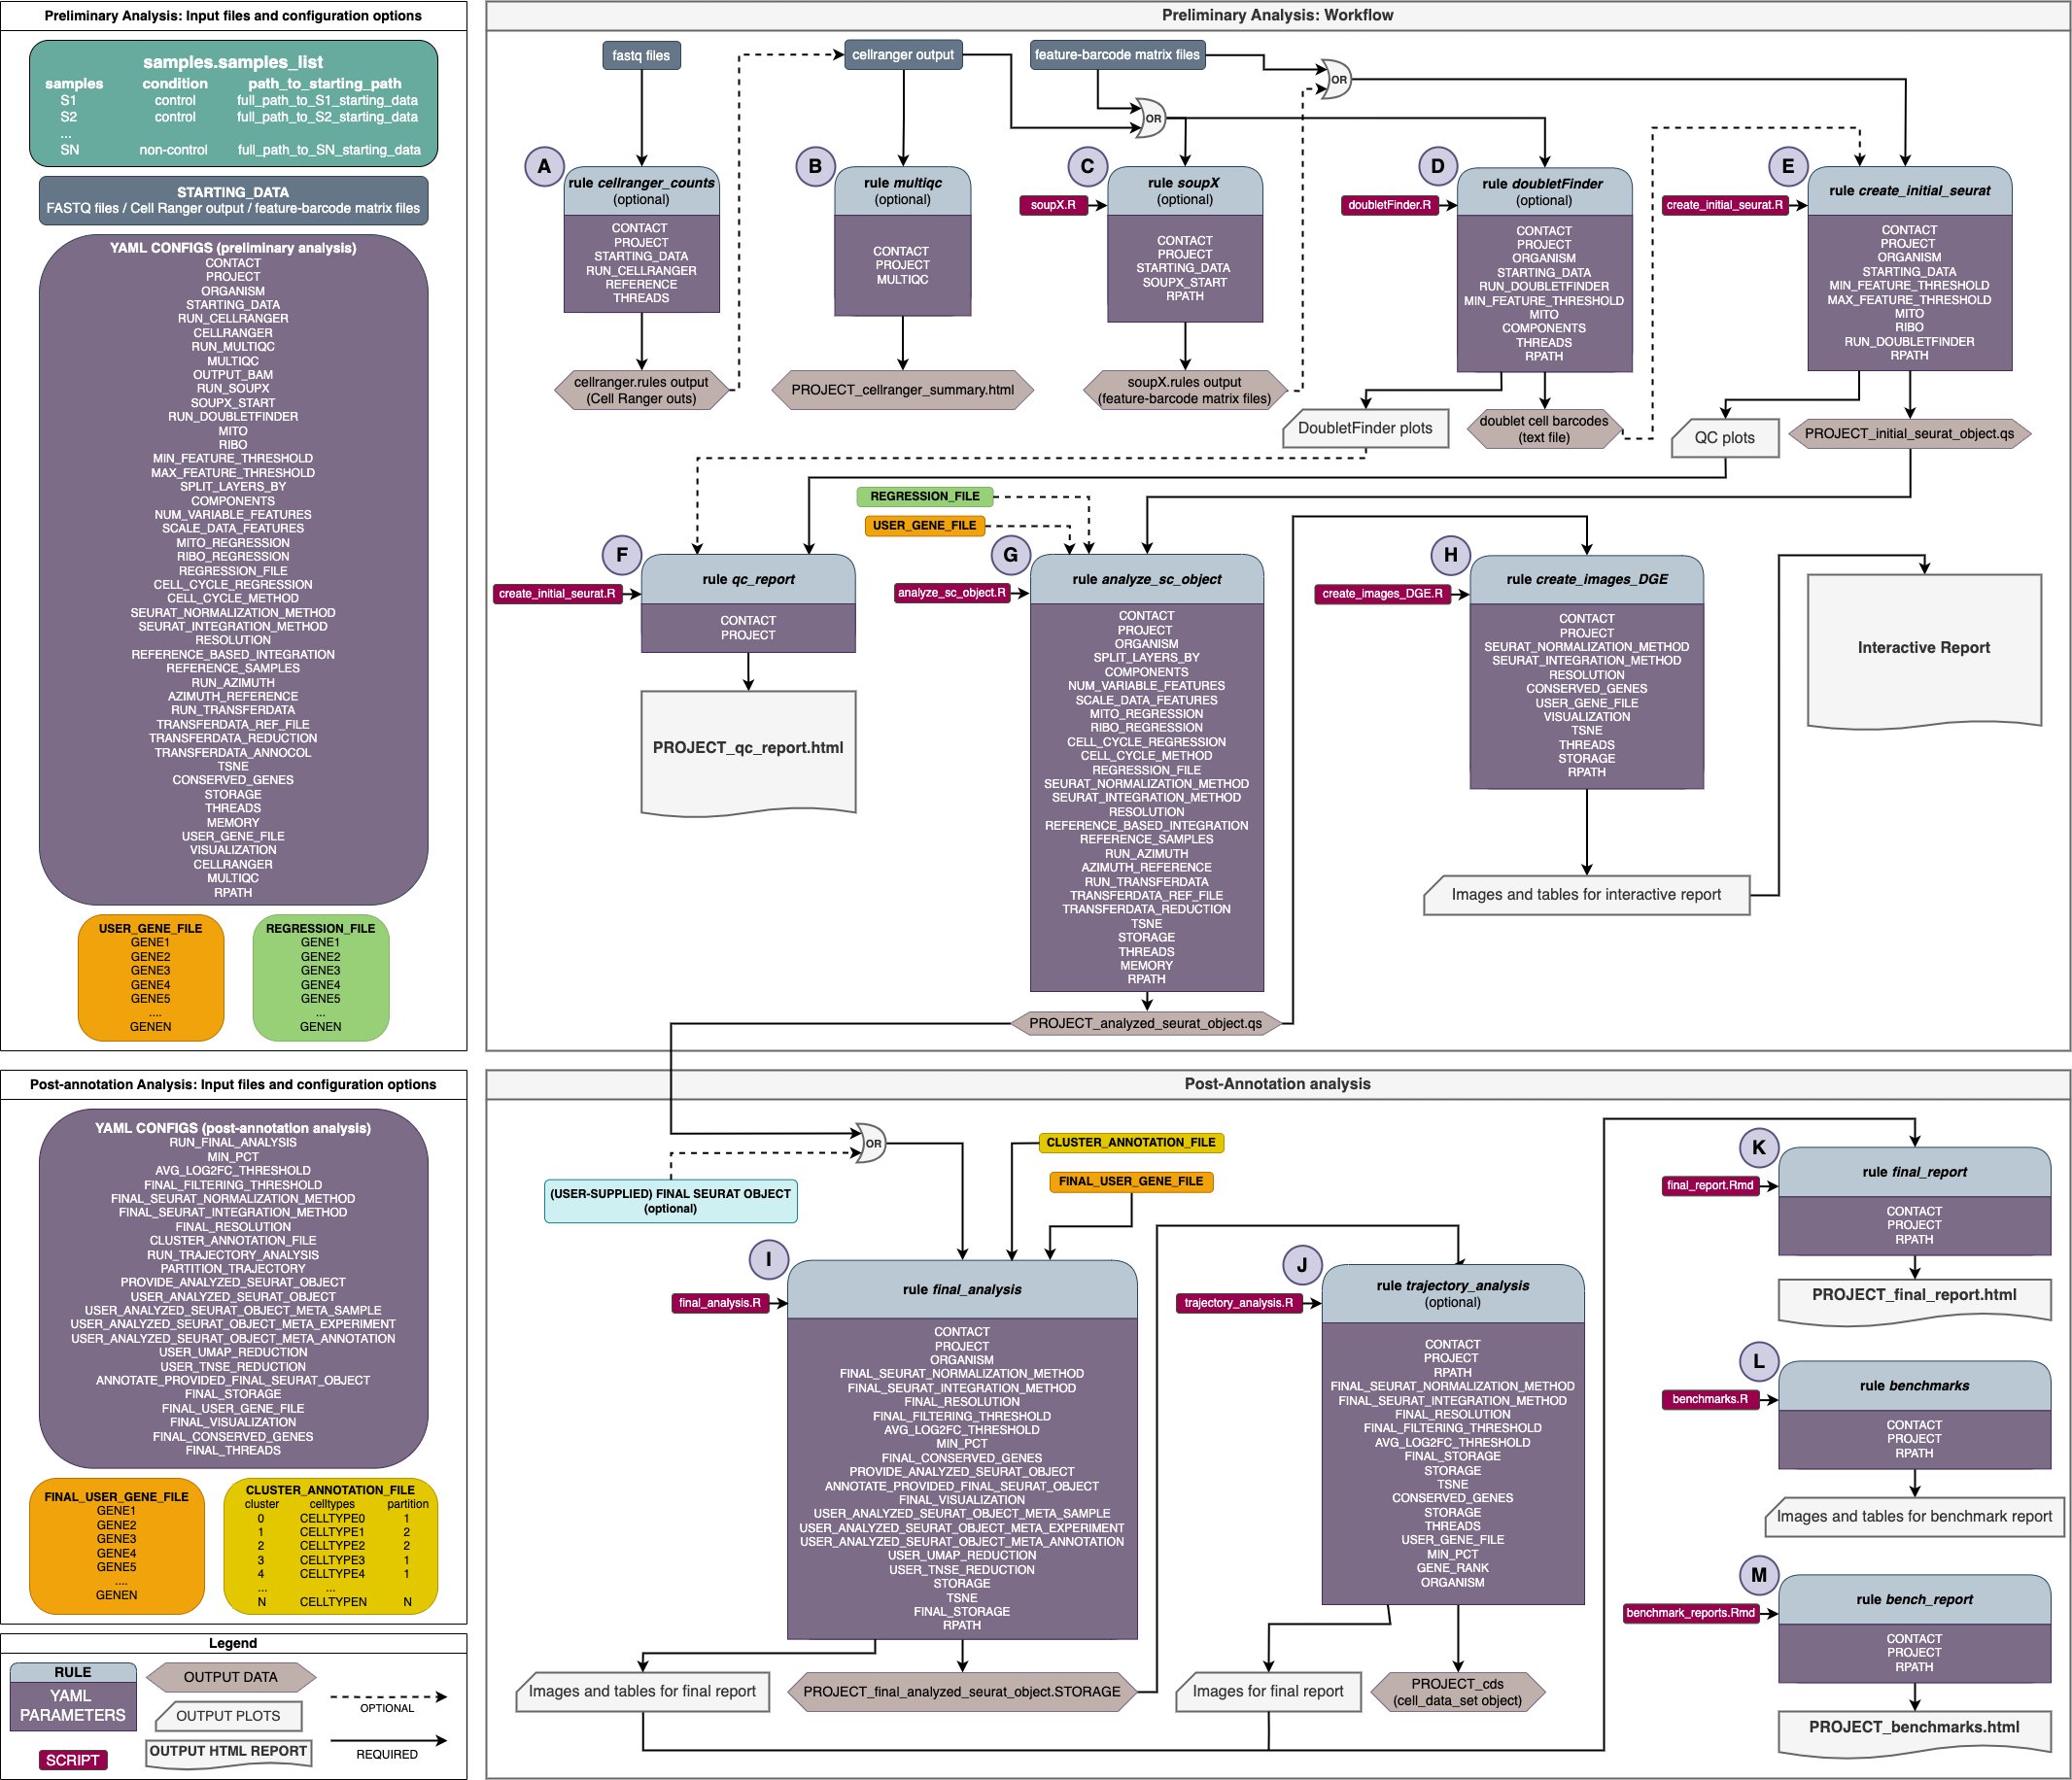 Preliminary Analysis: Input files and configuration options
samples.samples_list
samples condition path_to_starting_path
S1 control full_path_to_S1_starting_data
S2 control full_path_to_S2_starting_data
...
SN non-control full_path_to_SN_starting_data
STARTING_DATA
FASTQ files / Cell Ranger output / feature-barcode matrix files
YAML CONFIGS (preliminary analysis)
CONTACT
PROJECT
ORGANISM
STARTING_DATA
RUN_CELLRANGER
CELLRANGER
RUN_MULTIQC
MULTIQC
OUTPUT_BAM
RUN_SOUPX
SOUPX_START
RUN_DOUBLETFINDER
MITO
RIBO
MIN_FEATURE_THRESHOLD
MAX_FEATURE_THRESHOLD
SPLIT_LAYERS_BY
COMPONENTS
NUM_VARIABLE_FEATURES
SCALE_DATA_FEATURES
MITO_REGRESSION
RIBO_REGRESSION
REGRESSION_FILE
CELL_CYCLE_REGRESSION
CELL_CYCLE_METHOD
SEURAT_NORMALIZATION_METHOD
SEURAT_INTEGRATION_METHOD
RESOLUTION
REFERENCE_BASED_INTEGRATION
REFERENCE_SAMPLES
RUN_AZIMUTH
AZIMUTH_REFERENCE
RUN_TRANSFERDATA
TRANSFERDATA_REF_FILE
TRANSFERDATA_REDUCTION
TRANSFERDATA_ANNOCOL
TSNE
CONSERVED_GENES
STORAGE
THREADS
MEMORY
USER_GENE_FILE
VISUALIZATION
CELLRANGER
MULTIQC
RPATH
USER_GENE_FILE
GENE1
GENE2
GENE3
GENE4
GENE5
....
GENEN
REGRESSION_FILE
GENE1
GENE2
GENE3
GENE4
GENE5
...
GENEN
Preliminary Analysis: Workflow
fastq files
cellranger output
feature-barcode matrix files
OR
OR
A
rule cellranger_counts
(optional)
CONTACT
PROJECT
STARTING_DATA
RUN_CELLRANGER
REFERENCE
THREADS
cellranger.rules output
(Cell Ranger outs)
B
rule multiqc
(optional)
CONTACT
PROJECT
MULTIQC
PROJECT_cellranger_summary.html
C
soupX.R
rule soupX
(optional)
CONTACT
PROJECT
STARTING_DATA
SOUPX_START
RPATH
soupX.rules output
(feature-barcode matrix files)
D
doubletFinder.R
rule doubletFinder
(optional)
CONTACT
PROJECT
ORGANISM
STARTING_DATA
RUN_DOUBLETFINDER
MIN_FEATURE_THRESHOLD
MITO
COMPONENTS
THREADS
RPATH
DoubletFinder plots
doublet cell barcodes
(text file)
E
create_initial_seurat.R
rule create_initial_seurat
CONTACT
PROJECT
ORGANISM
STARTING_DATA
MIN_FEATURE_THRESHOLD
MAX_FEATURE_THRESHOLD
MITO
RIBO
RUN_DOUBLETFINDER
RPATH
QC plots
PROJECT_initial_seurat_object.qs
REGRESSION_FILE
USER_GENE_FILE
F
create_initial_seurat.R
rule qc_report
CONTACT
PROJECT
PROJECT_qc_report.html
G
analyze_sc_object.R
rule analyze_sc_object
CONTACT
PROJECT
ORGANISM
SPLIT_LAYERS_BY
COMPONENTS
NUM_VARIABLE_FEATURES
SCALE_DATA_FEATURES
MITO_REGRESSION
RIBO_REGRESSION
CELL_CYCLE_REGRESSION
CELL_CYCLE_METHOD
REGRESSION_FILE
SEURAT_NORMALIZATION_METHOD
SEURAT_INTEGRATION_METHOD
RESOLUTION
REFERENCE_BASED_INTEGRATION
REFERENCE_SAMPLES
RUN_AZIMUTH
AZIMUTH_REFERENCE
RUN_TRANSFERDATA
TRANSFERDATA_REF_FILE
TRANSFERDATA_REDUCTION
TSNE
STORAGE
THREADS
MEMORY
RPATH
PROJECT_analyzed_seurat_object.qs
H
create_images_DGE.R
rule create_images_DGE
CONTACT
PROJECT
SEURAT_NORMALIZATION_METHOD
SEURAT_INTEGRATION_METHOD
RESOLUTION
CONSERVED_GENES
USER_GENE_FILE
VISUALIZATION
TSNE
THREADS
STORAGE
RPATH
Images and tables for interactive report
Interactive Report
Post-annotation Analysis: Input files and configuration options
YAML CONFIGS (post-annotation analysis)
RUN_FINAL_ANALYSIS
MIN_PCT
AVG_LOG2FC_THRESHOLD
FINAL_FILTERING_THRESHOLD
FINAL_SEURAT_NORMALIZATION_METHOD
FINAL_SEURAT_INTEGRATION_METHOD
FINAL_RESOLUTION
CLUSTER_ANNOTATION_FILE
RUN_TRAJECTORY_ANALYSIS
PARTITION_TRAJECTORY
PROVIDE_ANALYZED_SEURAT_OBJECT
USER_ANALYZED_SEURAT_OBJECT
USER_ANALYZED_SEURAT_OBJECT_META_SAMPLE
USER_ANALYZED_SEURAT_OBJECT_META_EXPERIMENT
USER_ANALYZED_SEURAT_OBJECT_META_ANNOTATION
USER_UMAP_REDUCTION
USER_TNSE_REDUCTION
ANNOTATE_PROVIDED_FINAL_SEURAT_OBJECT
FINAL_STORAGE
FINAL_USER_GENE_FILE
FINAL_VISUALIZATION
FINAL_CONSERVED_GENES
FINAL_THREADS
FINAL_USER_GENE_FILE
GENE1
GENE2
GENE3
GENE4
GENE5
....
GENEN
CLUSTER_ANNOTATION_FILE
cluster celltypes partition
0 CELLTYPE0 1
1 CELLTYPE1 2
2 CELLTYPE2 2
3 CELLTYPE3 1
4 CELLTYPE4 1
... ...
N CELLTYPEN N
Legend
RULE
YAML
PARAMETERS
SCRIPT
OUTPUT DATA
OUTPUT PLOTS
OUTPUT HTML REPORT
OPTIONAL
REQUIRED
Post-Annotation analysis
OR
(USER-SUPPLIED) FINAL SEURAT OBJECT
(optional)
CLUSTER_ANNOTATION_FILE
FINAL_USER_GENE_FILE
I
final_analysis.R
rule final_analysis
CONTACT
PROJECT
ORGANISM
FINAL_SEURAT_NORMALIZATION_METHOD
FINAL_SEURAT_INTEGRATION_METHOD
FINAL_RESOLUTION
FINAL_FILTERING_THRESHOLD
AVG_LOG2FC_THRESHOLD
MIN_PCT
FINAL_CONSERVED_GENES
PROVIDE_ANALYZED_SEURAT_OBJECT
ANNOTATE_PROVIDED_FINAL_SEURAT_OBJECT
FINAL_VISUALIZATION
USER_ANALYZED_SEURAT_OBJECT_META_SAMPLE
USER_ANALYZED_SEURAT_OBJECT_META_EXPERIMENT
USER_ANALYZED_SEURAT_OBJECT_META_ANNOTATION
USER_UMAP_REDUCTION
USER_TNSE_REDUCTION
STORAGE
TSNE
FINAL_STORAGE
RPATH
Images and tables for final report
PROJECT_final_analyzed_seurat_object.STORAGE
J
trajectory_analysis.R
rule trajectory_analysis
(optional)
CONTACT
PROJECT
RPATH
FINAL_SEURAT_NORMALIZATION_METHOD
FINAL_SEURAT_INTEGRATION_METHOD
FINAL_RESOLUTION
FINAL_FILTERING_THRESHOLD
AVG_LOG2FC_THRESHOLD
FINAL_STORAGE
STORAGE
TSNE
CONSERVED_GENES
STORAGE
THREADS
USER_GENE_FILE
MIN_PCT
GENE_RANK
ORGANISM
Images for final report
PROJECT_cds
(cell_data_set object)
K
final_report.Rmd
rule final_report
CONTACT
PROJECT
RPATH
PROJECT_final_report.html
L
benchmarks.R
rule benchmarks
CONTACT
PROJECT
RPATH
Images and tables for benchmark report
M
benchmark_reports.Rmd
rule bench_report
CONTACT
PROJECT
RPATH
PROJECT_benchmarks.html